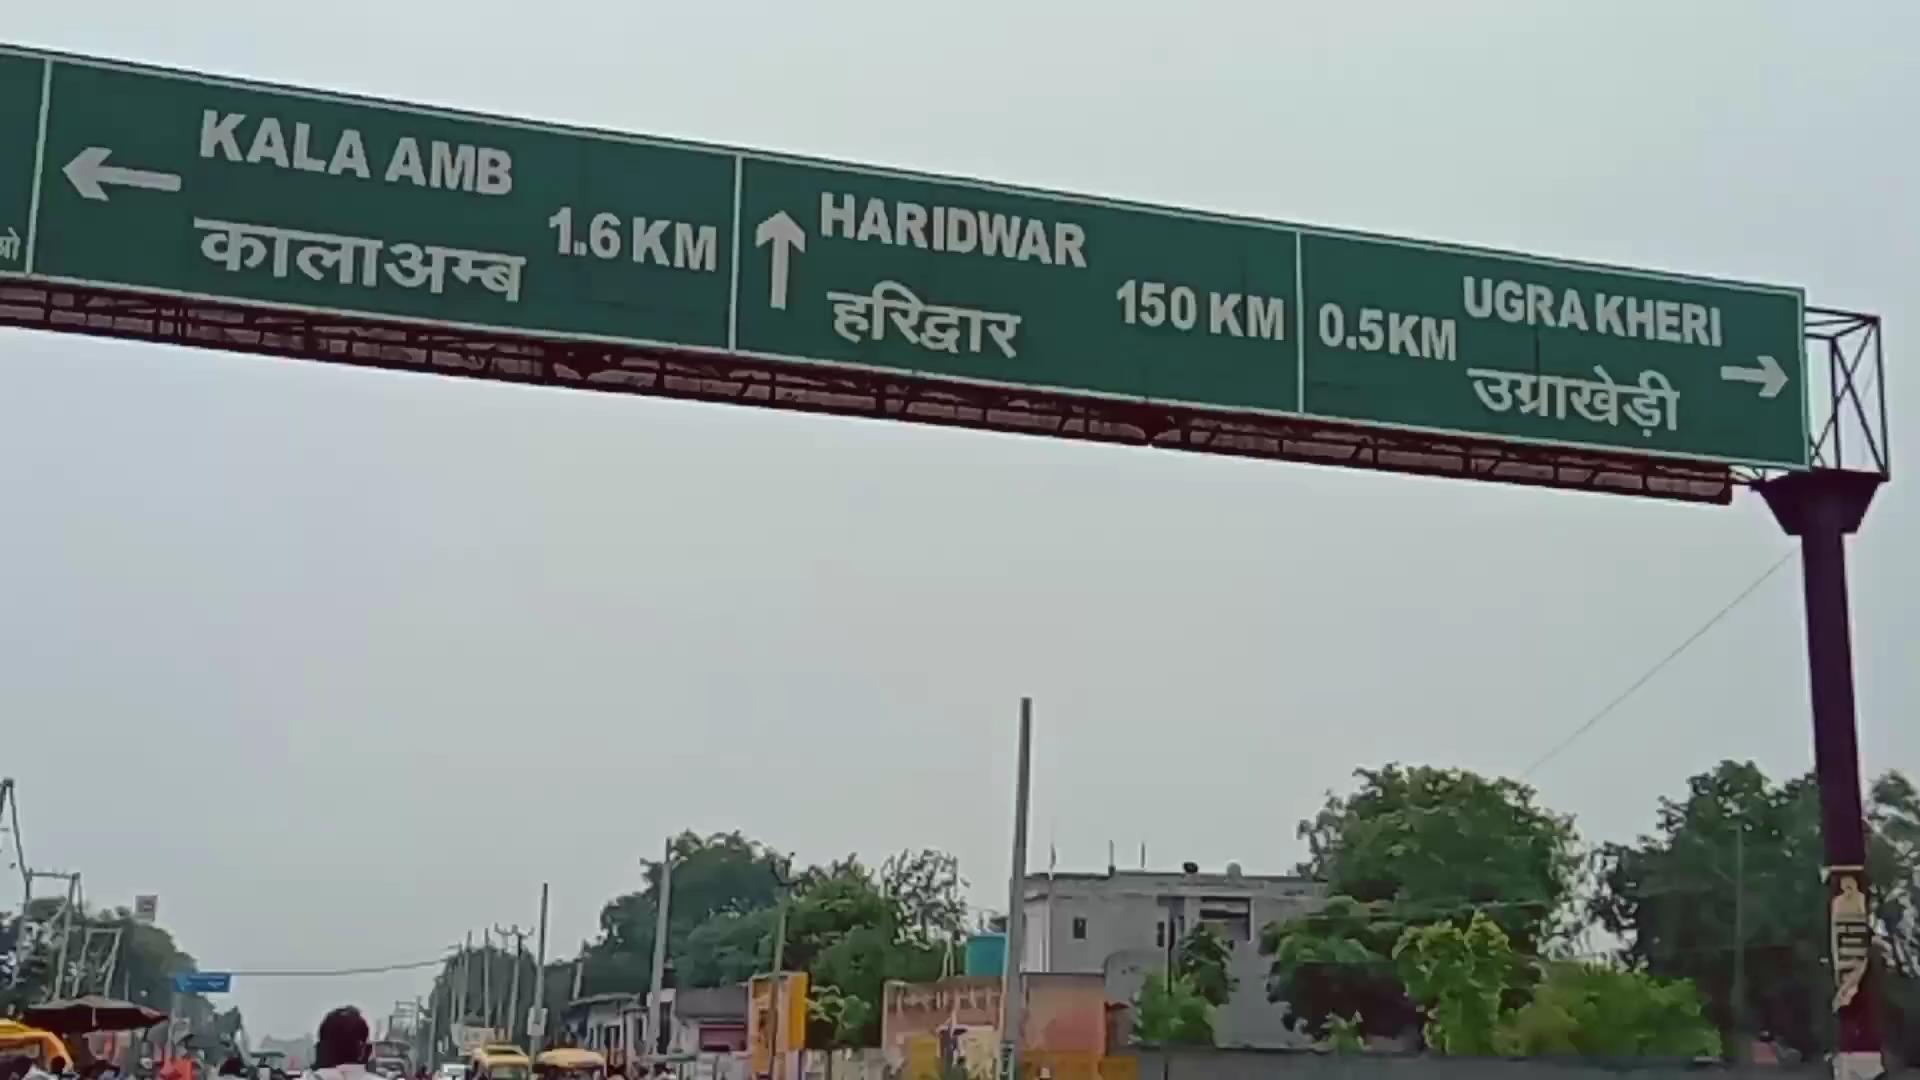 KALA AMB
कालाअम्ब
1.6 KM
HARIDWAR
हरिद्वार
150 KM
0.5KM
UGRA KHERI
उग्राखेड़ी